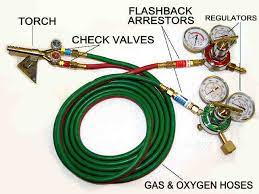 FLASHBACK
ARRESTORS
REGULATORS
TORCH
CHECK VALVES
GAS & OXYGEN HOSES